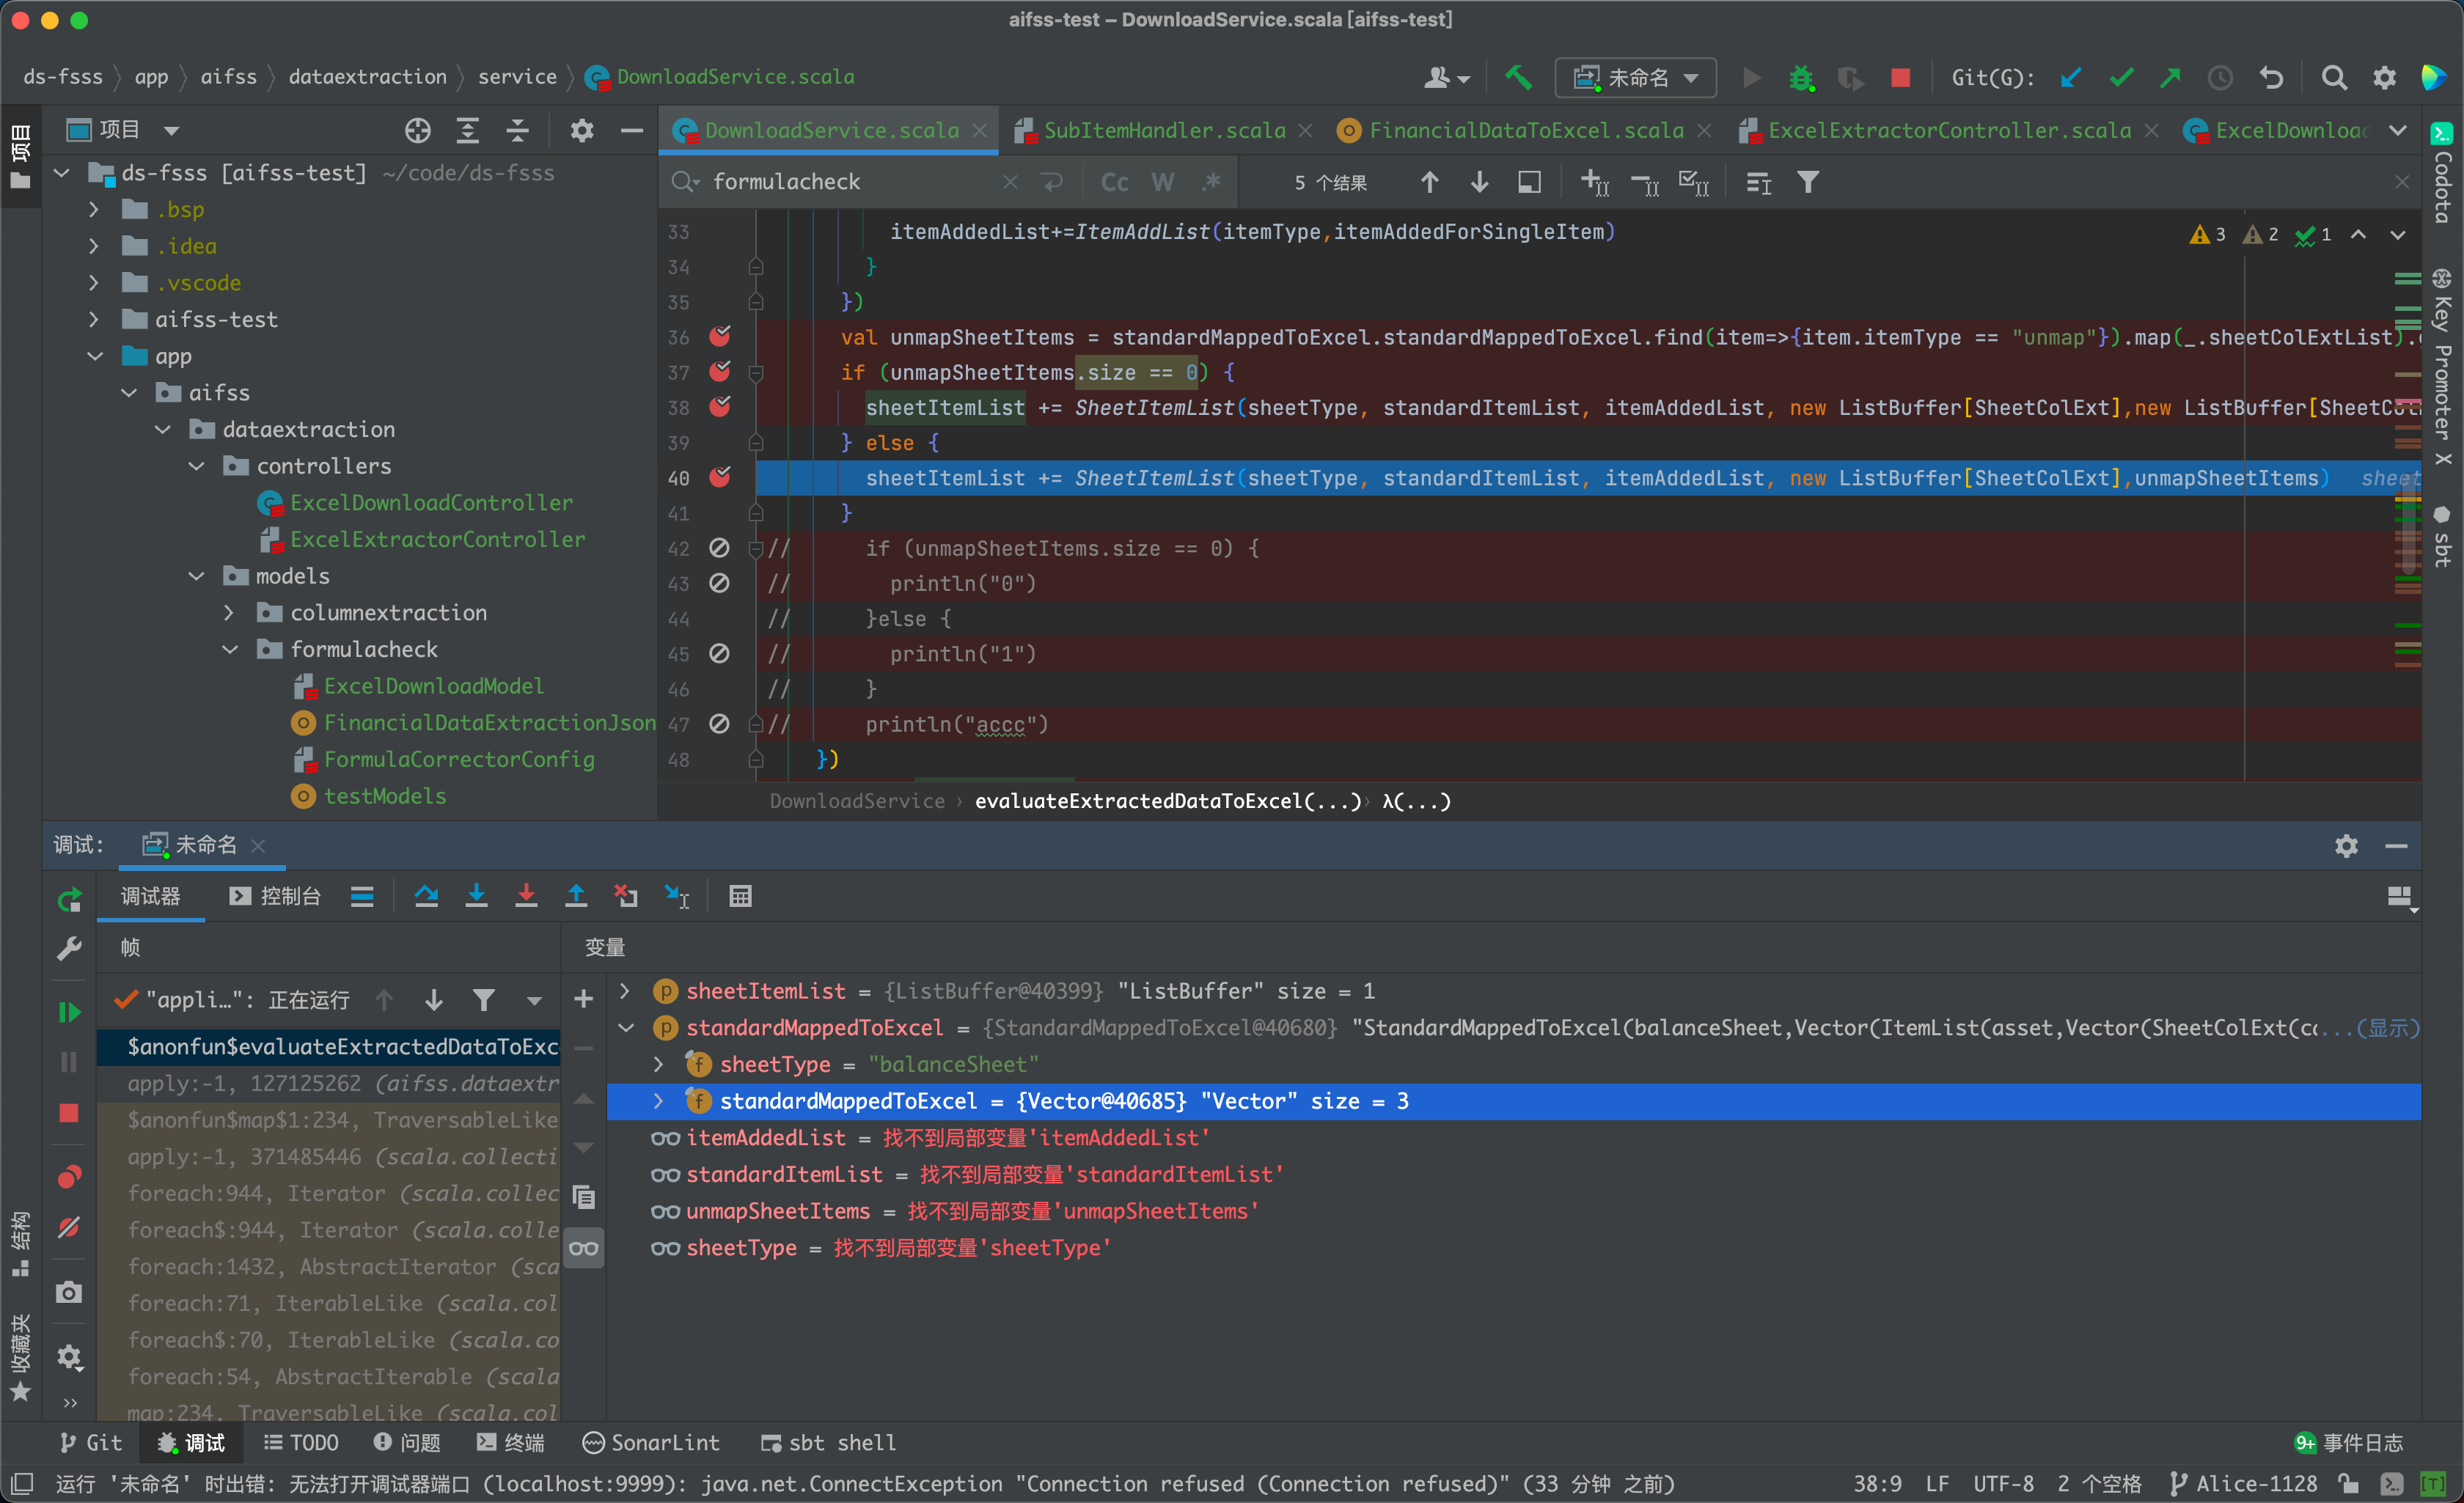 aifss-test – DownloadService.scala [aifss-test]
ds-fsss 〉 app 〉 aifss 〉 dataextraction 〉 service 〉 DownloadService.scala
未命名
Git(G):
项目
DownloadService.scala
SubItemHandler.scala
FinancialDataToExcel.scala
ExcelExtractorController.scala
ExcelDownload
formulacheck
Cc W .*
5 个结果
ds-fsss [aifss-test] ~/code/ds-fsss
.bsp
.idea
.vscode
aifss-test
app
aifss
dataextraction
controllers
ExcelDownloadController
ExcelExtractorController
models
columnextraction
formulacheck
ExcelDownloadModel
FinancialDataExtractionJson
FormulaCorrectorConfig
testModels
3 2 1
33 itemAddedList+=ItemAddList(itemType,itemAddedForSingleItem)
34 }
35 })
36 val unmapSheetItems = standardMappedToExcel.standardMappedToExcel.find(item=>{item.itemType == "unmap"}).map(_.sheetColExtList).
37 if (unmapSheetItems.size == 0) {
38 sheetItemList += SheetItemList(sheetType, standardItemList, itemAddedList, new ListBuffer[SheetColExt],new ListBuffer[SheetCol
39 } else {
40 sheetItemList += SheetItemList(sheetType, standardItemList, itemAddedList, new ListBuffer[SheetColExt],unmapSheetItems) sheet
41 }
42 // if (unmapSheetItems.size == 0) {
43 // println("0")
44 // }else {
45 // println("1")
46 // }
47 // println("accc")
48 })
DownloadService › evaluateExtractedDataToExcel(...) › λ(...)
项目
结构
收藏夹
Codota
Key Promoter X
sbt
调试:
未命名
调试器
控制台
帧
变量
"appli...": 正在运行
$anonfun$evaluateExtractedDataToExc
apply:-1, 127125262 (aifss.dataextr
$anonfun$map$1:234, TraversableLike
apply:-1, 371485446 (scala.collecti
foreach:944, Iterator (scala.collec
foreach$:944, Iterator (scala.colle
foreach:1432, AbstractIterator (sca
foreach:71, IterableLike (scala.col
foreach$:70, IterableLike (scala.co
foreach:54, AbstractIterable (scala
map:234, TraversableLike (scala.col
sheetItemList = {ListBuffer@40399} "ListBuffer" size = 1
standardMappedToExcel = {StandardMappedToExcel@40680} "StandardMappedToExcel(balanceSheet,Vector(ItemList(asset,Vector(SheetColExt(co...(显示)
sheetType = "balanceSheet"
standardMappedToExcel = {Vector@40685} "Vector" size = 3
itemAddedList = 找不到局部变量'itemAddedList'
standardItemList = 找不到局部变量'standardItemList'
unmapSheetItems = 找不到局部变量'unmapSheetItems'
sheetType = 找不到局部变量'sheetType'
Git
调试
TODO
问题
终端
SonarLint
sbt shell
9+ 事件日志
运行 '未命名' 时出错: 无法打开调试器端口 (localhost:9999): java.net.ConnectException "Connection refused (Connection refused)" (33 分钟 之前)
38:9 LF UTF-8 2 个空格 Alice-1128
[T]